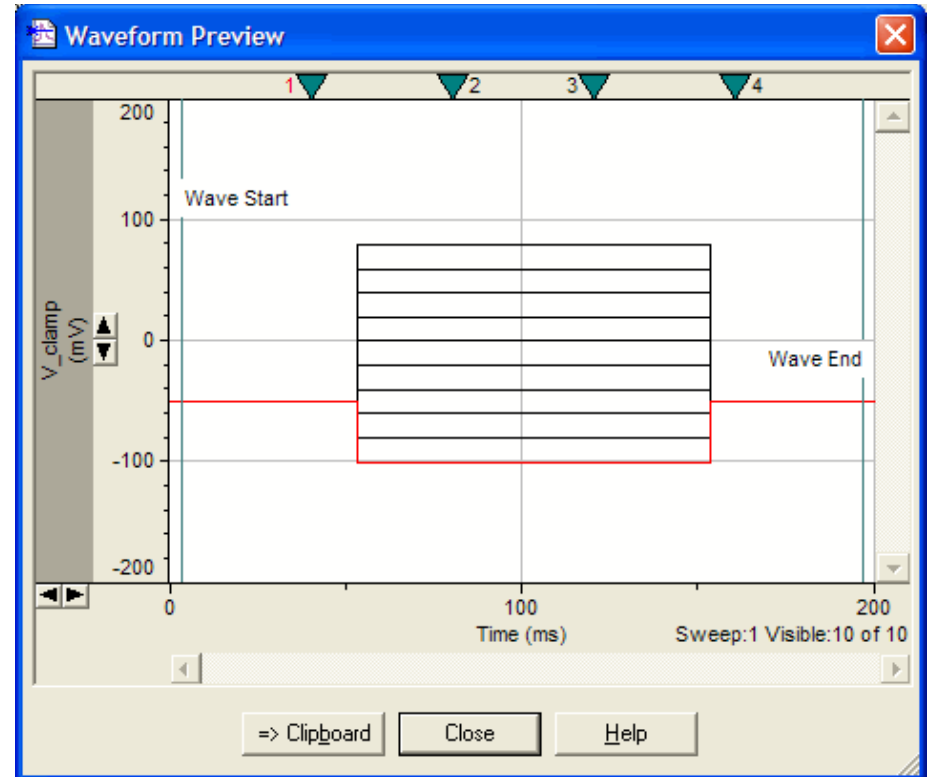 Waveform Preview
1 2 3 4
200
Wave Start
100
V_clamp
(mV)
0
Wave End
-100
-200
0 100 200
Time (ms) Sweep:1 Visible:10 of 10
=> Clipboard Close Help